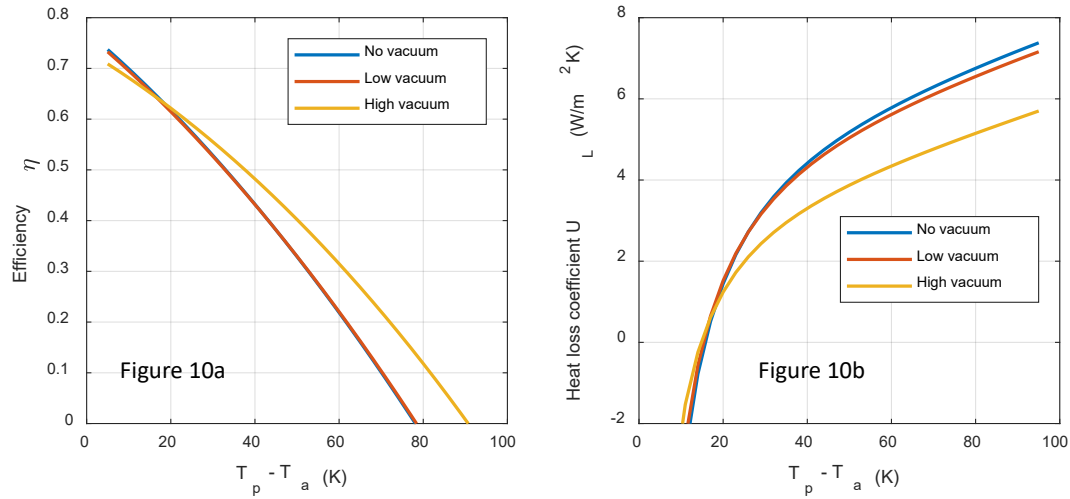 0.8
0.7
0.6
0.5
0.4
0.3
0.2
0.1
0
Efficiency η
No vacuum
Low vacuum
High vacuum
Figure 10a
0 20 40 60 80 100
T p - T a (K)
6
4
2
0
-2
Heat loss coefficient U L (W/m 2 K)
No vacuum
Low vacuum
High vacuum
Figure 10b
0 20 40 60 80 100
T p - T a (K)